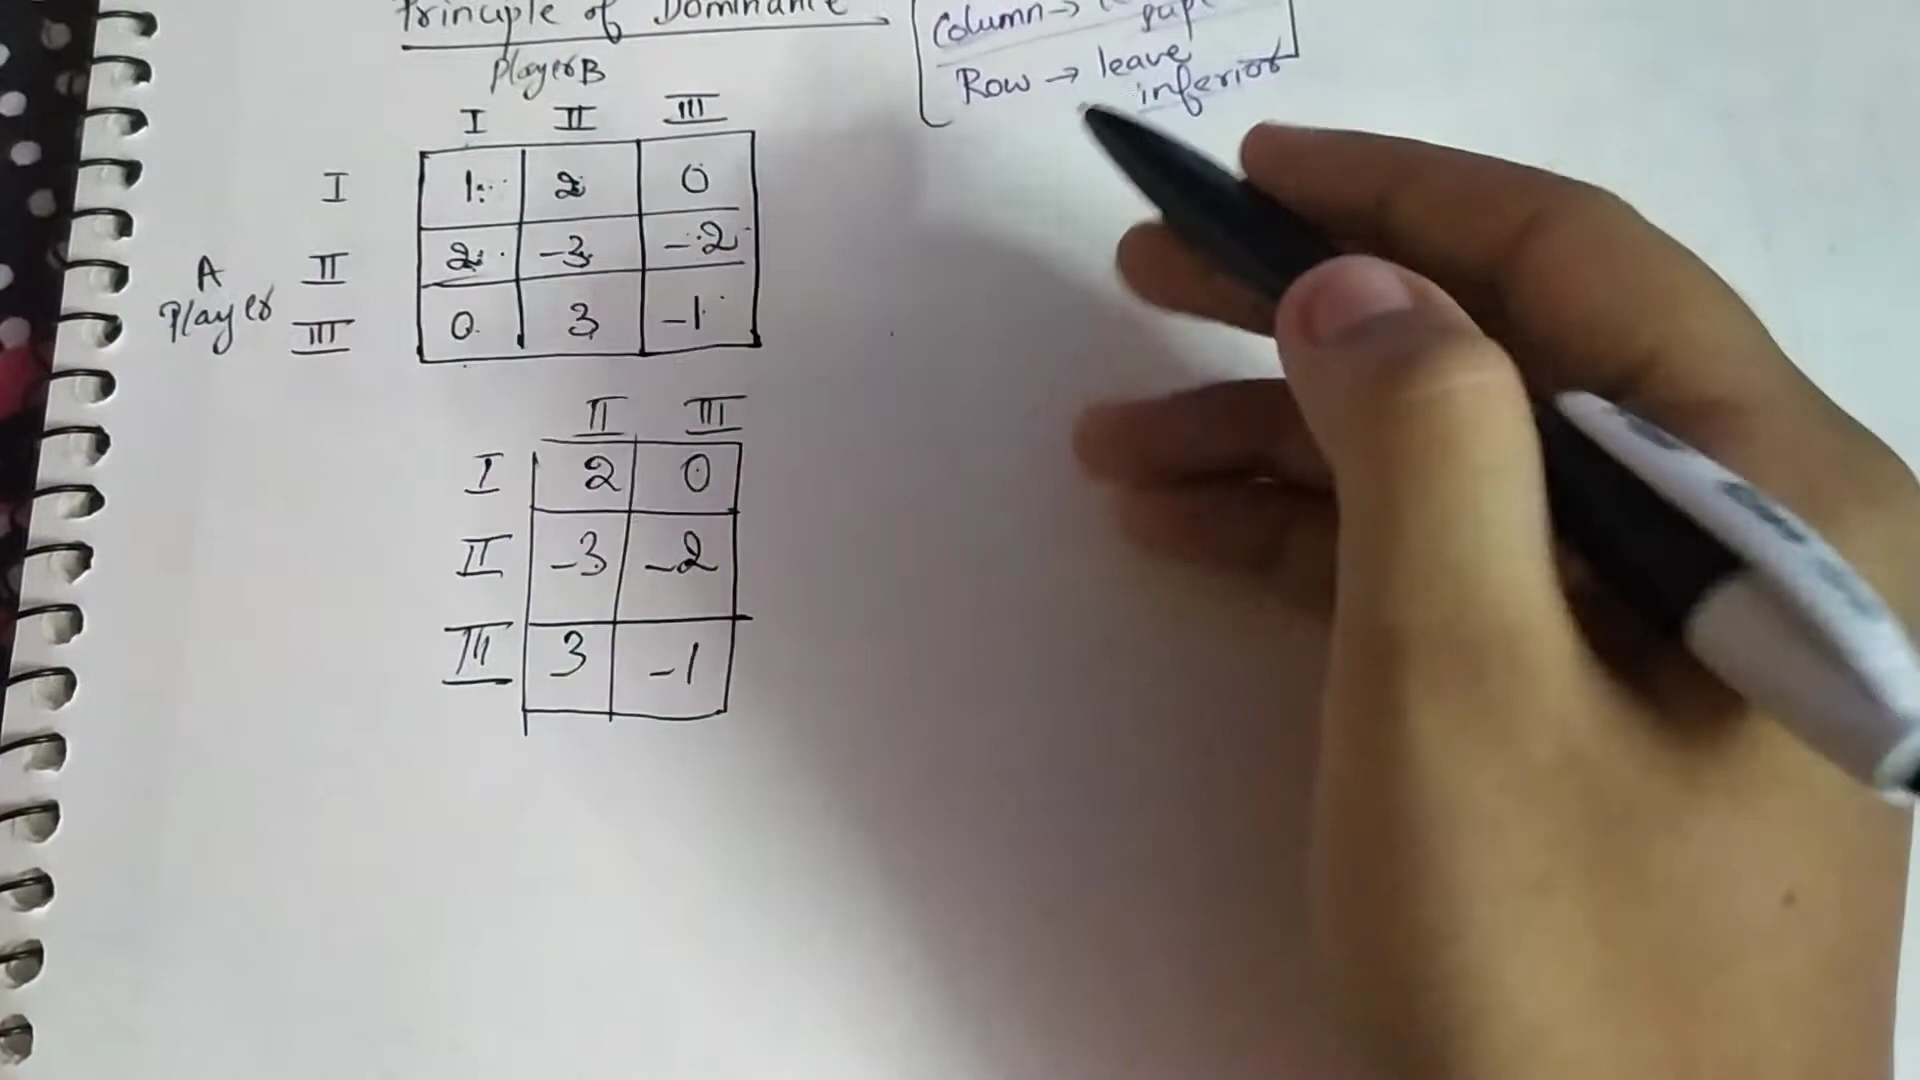 Principle of Dominance
Column →
Row → leave
inferior
Player B
I II III
I 1 2 0
II 2 -3 -2
III 0 3 -1
A
Player
II III
I 2 0
II -3 -2
III 3 -1